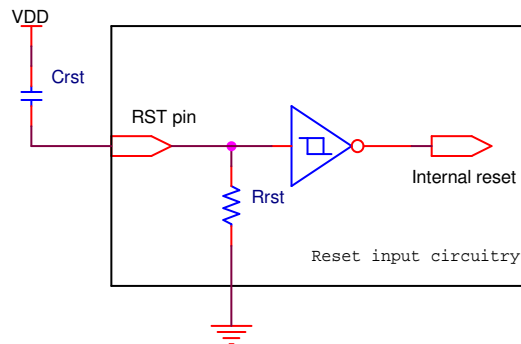 VDD
Crst
RST pin
Rrst
Internal reset
Reset input circuitry